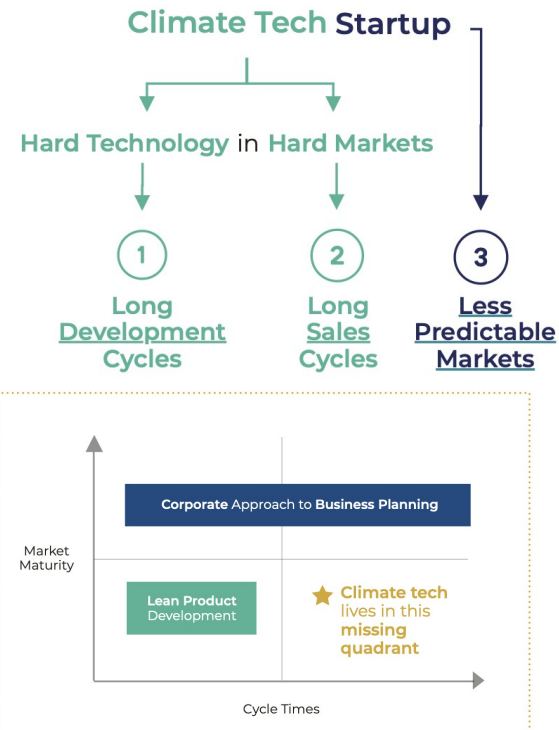 Climate Tech Startup
Hard Technology in Hard Markets
1
Long
Development
Cycles
2
Long
Sales
Cycles
3
Less
Predictable
Markets
Corporate Approach to Business Planning
Market
Maturity
Lean Product
Development
Climate tech
lives in this
missing
quadrant
Cycle Times